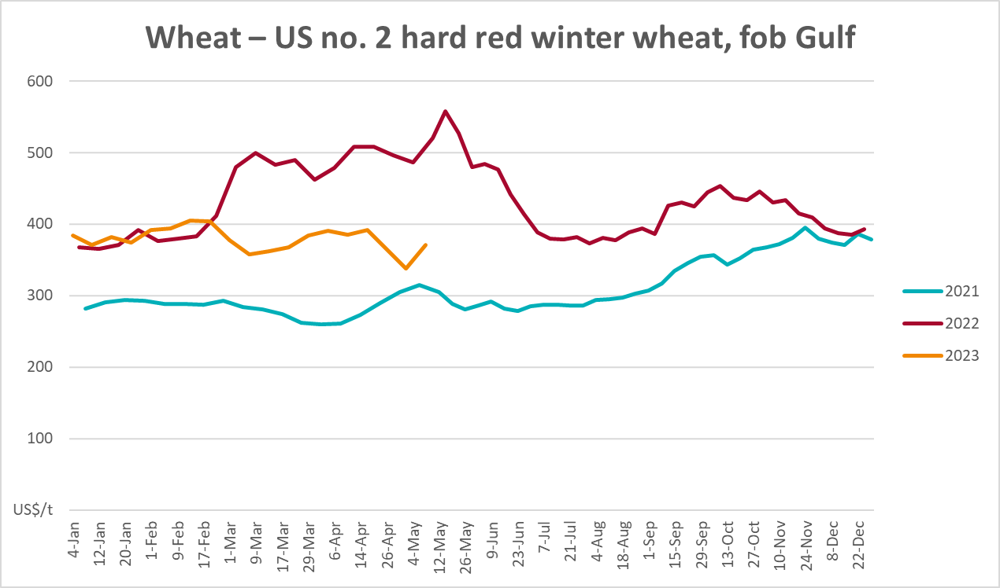 Wheat – US no. 2 hard red winter wheat, fob Gulf
600
500
400
300
200
100
US$/t
4-Jan
12-Jan
20-Jan
1-Feb
9-Feb
17-Feb
1-Mar
9-Mar
17-Mar
29-Mar
6-Apr
14-Apr
26-Apr
4-May
12-May
26-May
9-Jun
23-Jun
7-Jul
21-Jul
4-Aug
18-Aug
1-Sep
15-Sep
29-Sep
13-Oct
27-Oct
10-Nov
24-Nov
8-Dec
22-Dec
2021
2022
2023